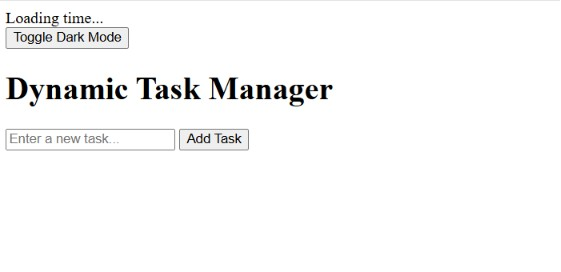 Loading time...
Toggle Dark Mode
Dynamic Task Manager
Enter a new task... Add Task